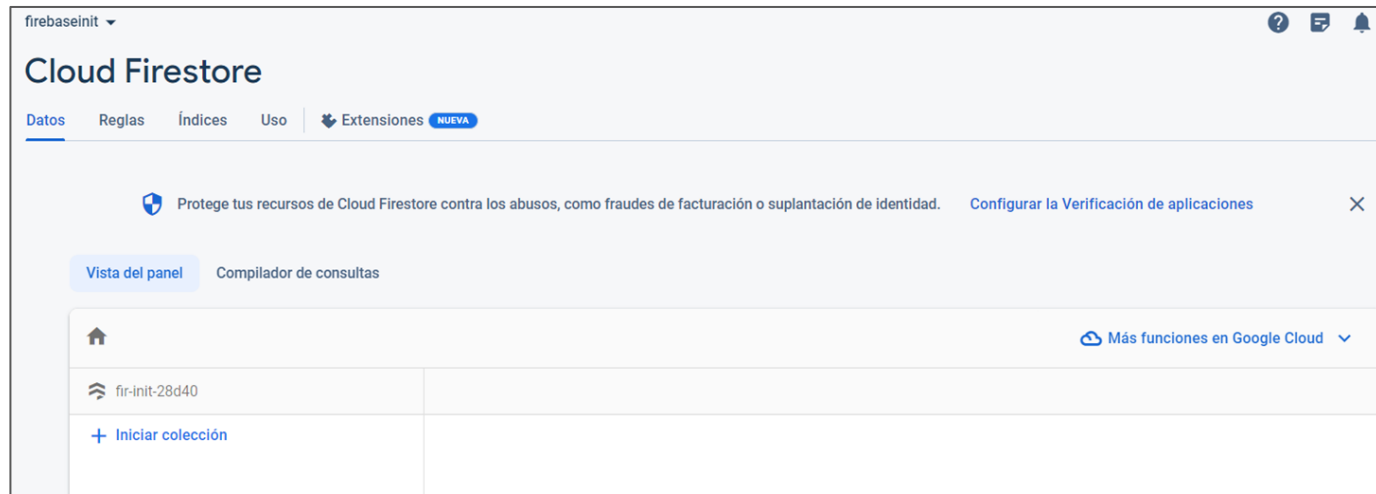 firebaseinit
Cloud Firestore
Datos Reglas Índices Uso Extensiones NUEVA
Protege tus recursos de Cloud Firestore contra los abusos, como fraudes de facturación o suplantación de identidad. Configurar la Verificación de aplicaciones
Vista del panel Compilador de consultas
Más funciones en Google Cloud
fir-init-28d40
+ Iniciar colección